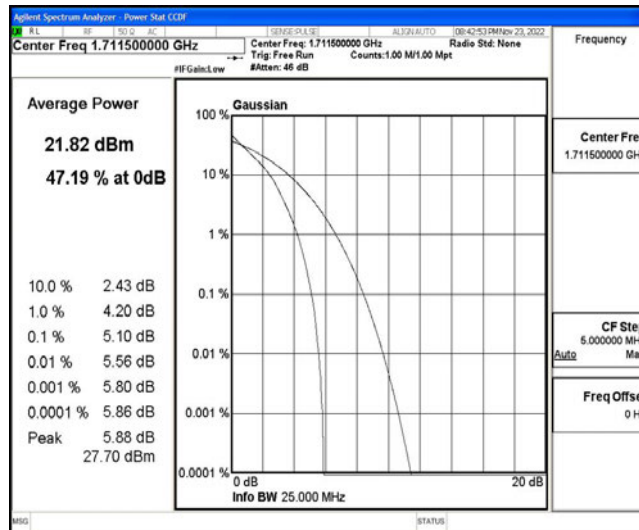 Agilent Spectrum Analyzer - Power Stat CCDF
RL RF 50 Ω AC SENSE:PULSE ALIGN AUTO 08:42:53 PM Nov 23, 2022
Center Freq 1.711500000 GHz
Center Freq: 1.711500000 GHz Radio Std: None
Trig: Free Run Counts:1.00 M/1.00 Mpt
#IFGain:Low #Atten: 46 dB
Frequency
Average Power
21.82 dBm
47.19 % at 0dB
10.0 % 2.43 dB
1.0 % 4.20 dB
0.1 % 5.10 dB
0.01 % 5.56 dB
0.001 % 5.80 dB
0.0001 % 5.86 dB
Peak 5.88 dB
27.70 dBm
Gaussian
100 %
10 %
1 %
0.1 %
0.01 %
0.001 %
0.0001 %
0 dB 20 dB
Info BW 25.000 MHz
Center Fre
1.711500000 GH
CF Ste
5.000000 MH
Auto Ma
Freq Offse
0 H
MSG STATUS